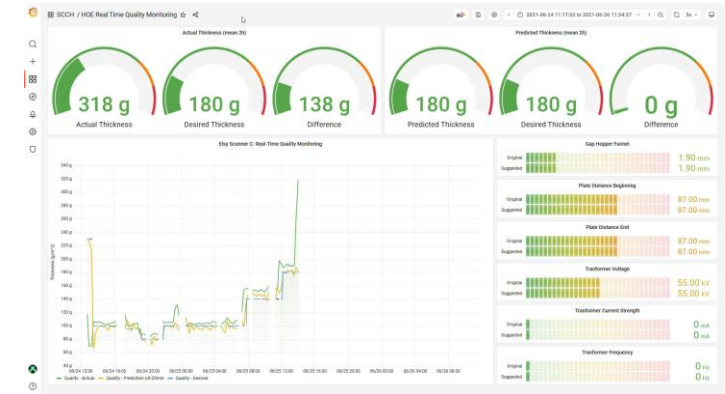 SCCH / HOE Real Time Quality Monitoring
2021-06-24 11:17:52 to 2021-06-26 11:54:37
5s
Actual Thickness (mean 2h)
318 g
Actual Thickness
180 g
Desired Thickness
138 g
Difference
Predicted Thickness (mean 2h)
180 g
Predicted Thickness
180 g
Desired Thickness
0 g
Difference
Elsy Scanner C: Real-Time Quality Monitoring
Thickness (g/m^2)
340 g
320 g
300 g
280 g
260 g
240 g
220 g
200 g
180 g
160 g
140 g
120 g
100 g
80 g
60 g
40 g
06/24 12:00
06/24 16:00
06/24 20:00
06/25 00:00
06/25 04:00
06/25 08:00
06/25 12:00
06/25 16:00
06/25 20:00
06/26 00:00
06/26 04:00
06/26 08:00
Quality - Actual
Quality - Desired
Gap Hopper Funnel
Original 1.90 mm
Suggested 1.90 mm
Plate Distance Beginning
Original 87.00 mm
Suggested 87.00 mm
Plate Distance End
Original 87.00 mm
Suggested 87.00 mm
Tranformer Voltage
Original 55.00 kV
Suggested 55.00 kV
Tranformer Current Strength
Original 0 mA
Suggested 0 mA
Tranformer Frequency
Original 0 Hz
Suggested 0 Hz